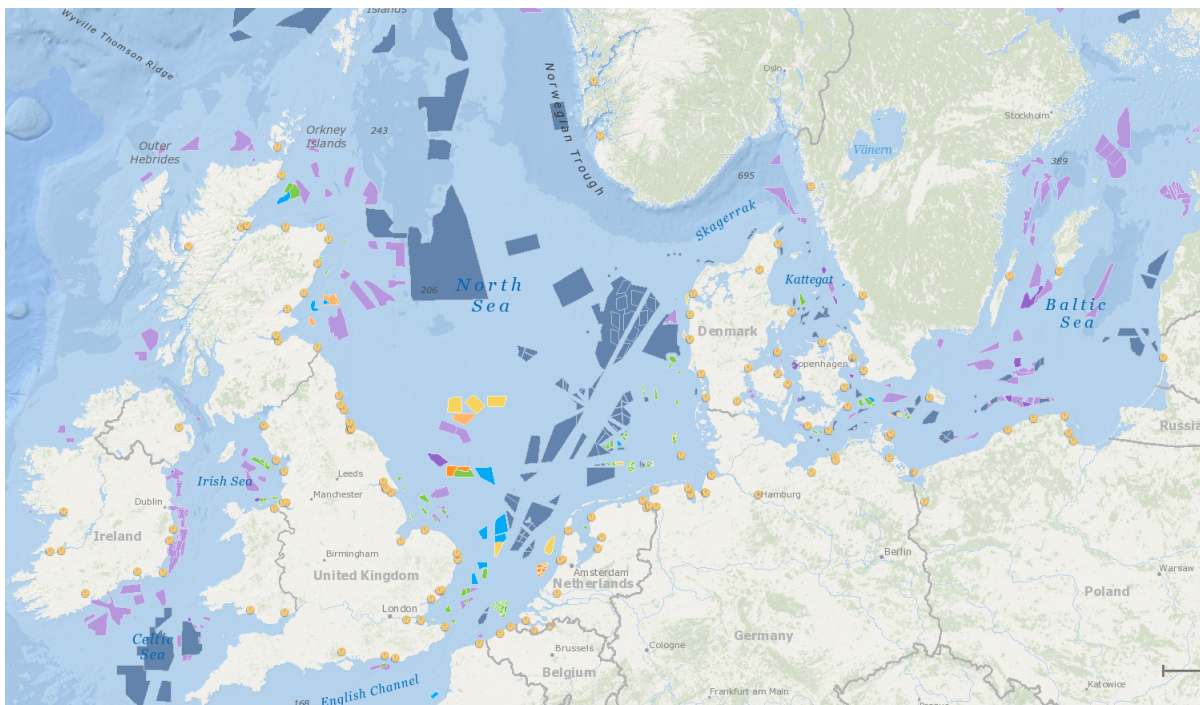 Islands
Wyville Thomson Ridge
Norwegian Trough
Oslo
Stockholm
Orkney
Islands
243
Outer
Hebrides
Vänern
389
695
Skagerrak
206
North
Sea
Kattegat
Baltic
Sea
Denmark
Copenhagen
Russia
Irish Sea
Leeds
Manchester
Dublin
Ireland
Hamburg
Birmingham
United Kingdom
Amsterdam
Netherlands
Berlin
Warsaw
Poland
London
Celtic
Sea
Brussels
Belgium
Cologne
Germany
English Channel
168
Frankfurt am Main
Katowice